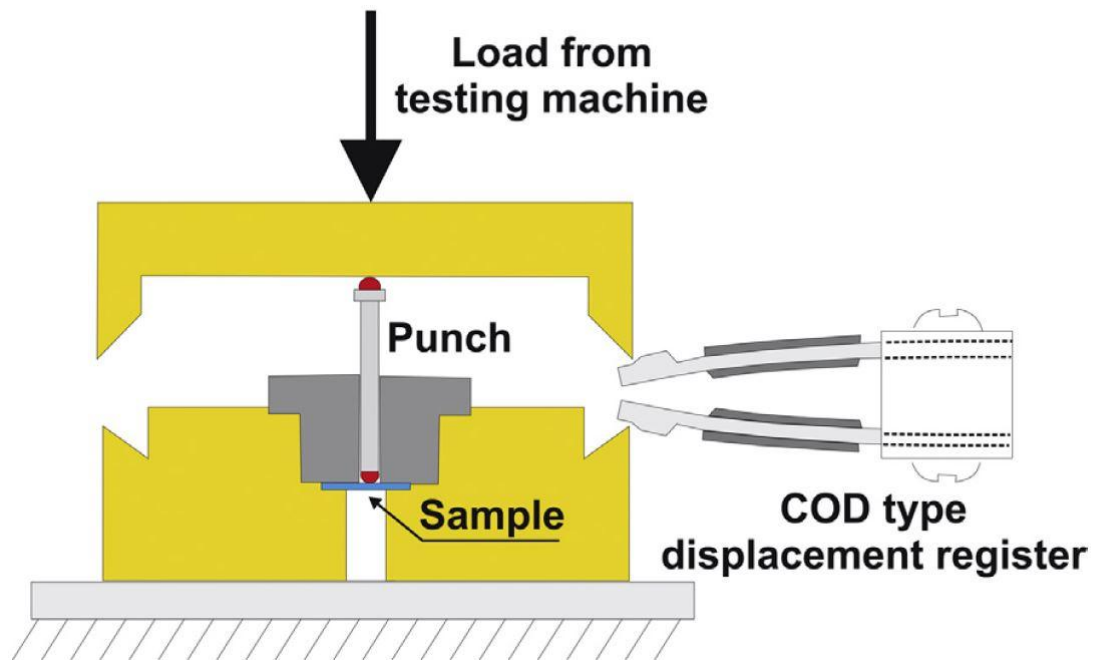 Load from
testing machine
Punch
Sample
COD type
displacement register